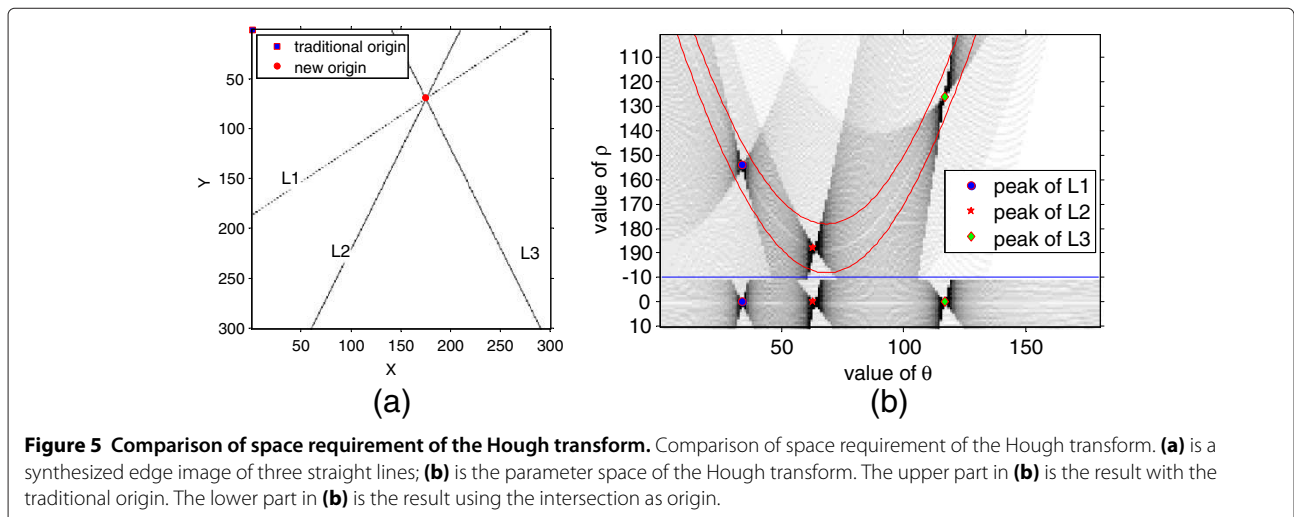 traditional origin
new origin
50
100
150
200
250
300
Y
L1
L2
L3
50
100
150
200
250
300
X
(a)
110
120
130
140
150
160
170
180
190
-10
0
10
value of ρ
peak of L1
peak of L2
peak of L3
50
100
150
value of θ
(b)
Figure 5 Comparison of space requirement of the Hough transform. Comparison of space requirement of the Hough transform. (a) is a
synthesized edge image of three straight lines; (b) is the parameter space of the Hough transform. The upper part in (b) is the result with the
traditional origin. The lower part in (b) is the result using the intersection as origin.